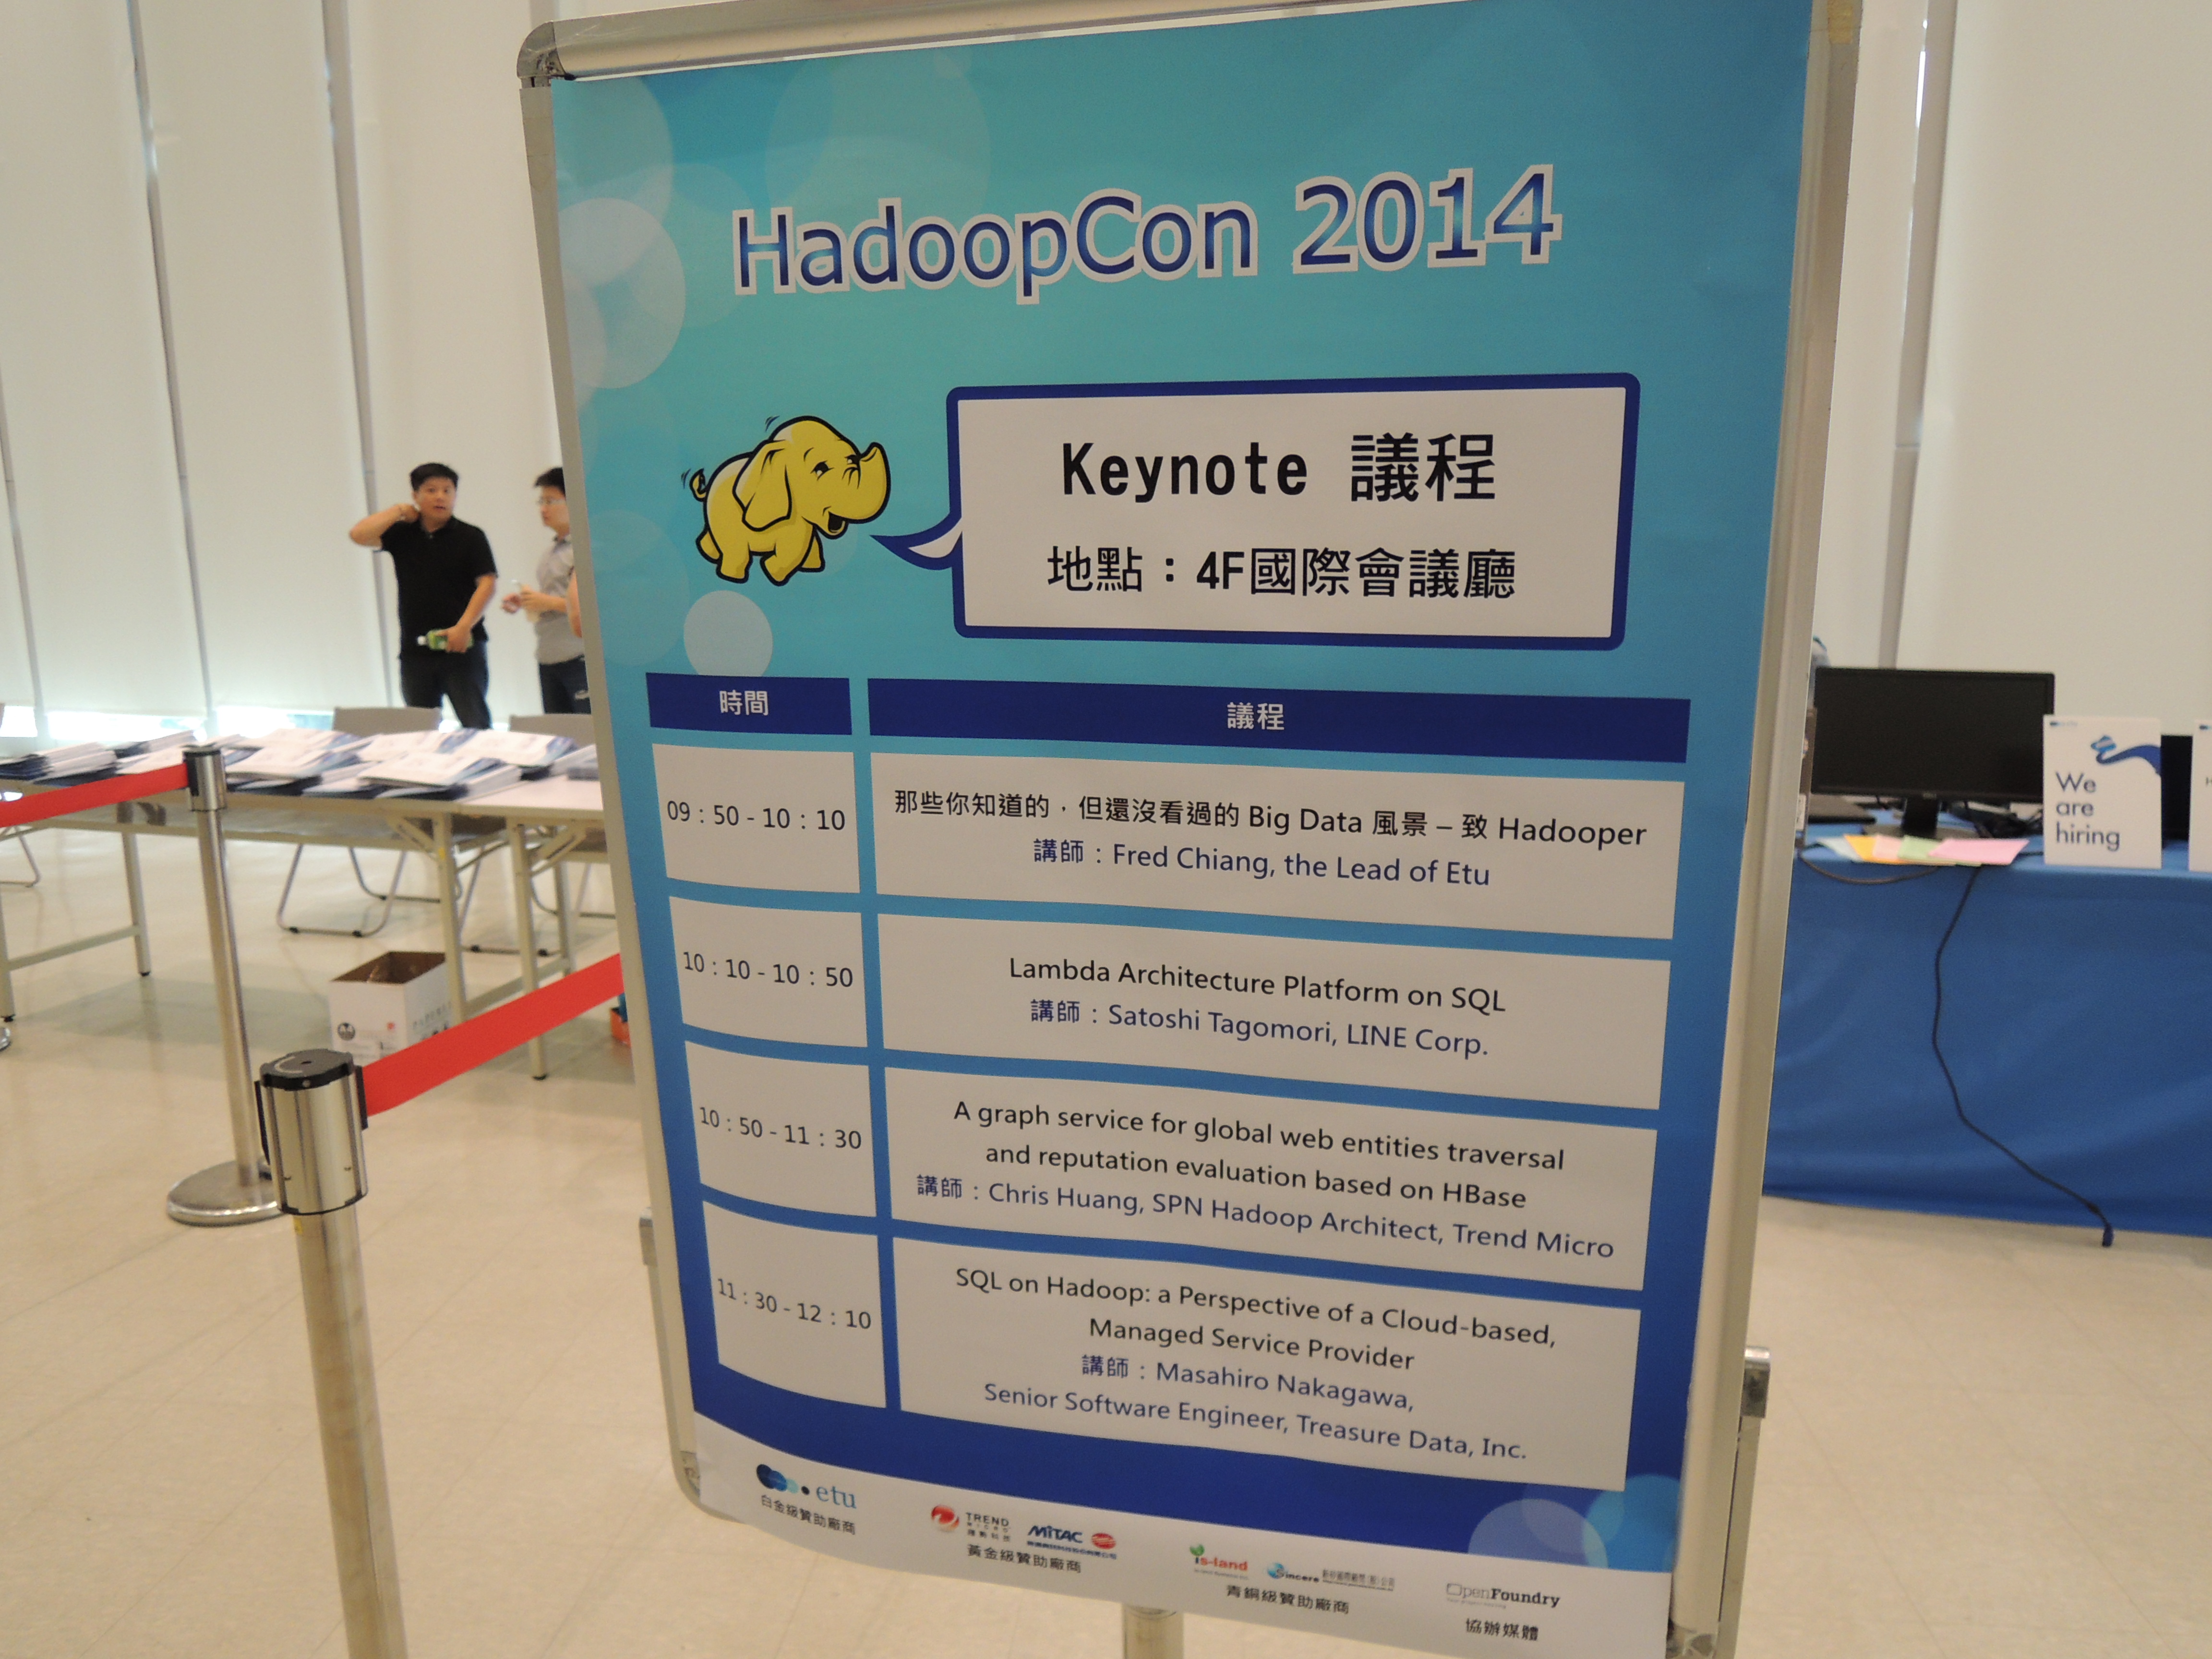 HadoopCon 2014
Keynote 議程
地點：4F國際會議廳
時間
議程
09：50 - 10：10
那些你知道的，但還沒看過的 Big Data 風景 – 致 Hadooper
講師：Fred Chiang, the Lead of Etu
10：10 - 10：50
Lambda Architecture Platform on SQL
講師：Satoshi Tagomori, LINE Corp.
10：50 - 11：30
A graph service for global web entities traversal
and reputation evaluation based on HBase
講師：Chris Huang, SPN Hadoop Architect, Trend Micro
11：30 - 12：10
SQL on Hadoop: a Perspective of a Cloud-based,
Managed Service Provider
講師：Masahiro Nakagawa,
Senior Software Engineer, Treasure Data, Inc.
etu
白金級贊助廠商
TREND
MICRO
趨勢科技
MiTAC
黃金級贊助廠商
is-land
Sincere
青銅級贊助廠商
OpenFoundry
協辦媒體
We
are
hiring